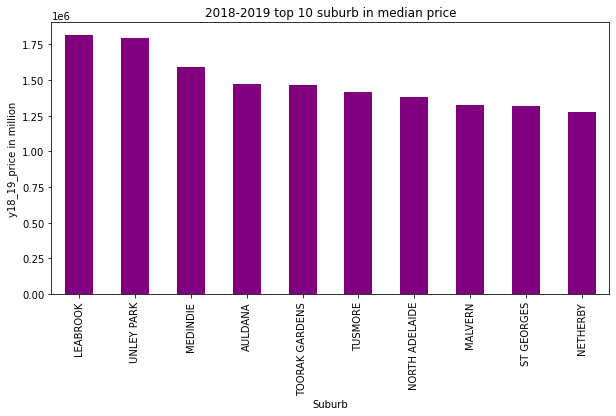 2018-2019 top 10 suburb in median price
1e6
y18_19_price in million
1.75
1.50
1.25
1.00
0.75
0.50
0.25
0.00
LEABROOK
UNLEY PARK
MEDINDIE
AULDANA
TOORAK GARDENS
TUSMORE
NORTH ADELAIDE
MALVERN
ST GEORGES
NETHERBY
Suburb